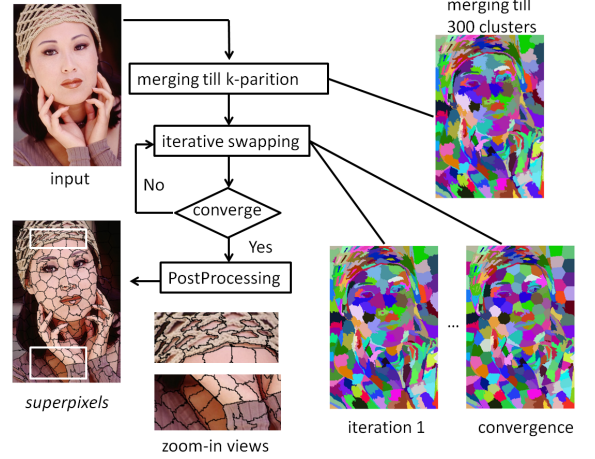 merging till
300 clusters
merging till k-parition
iterative swapping
input
No
converge
Yes
PostProcessing
...
superpixels
zoom-in views
iteration 1
convergence